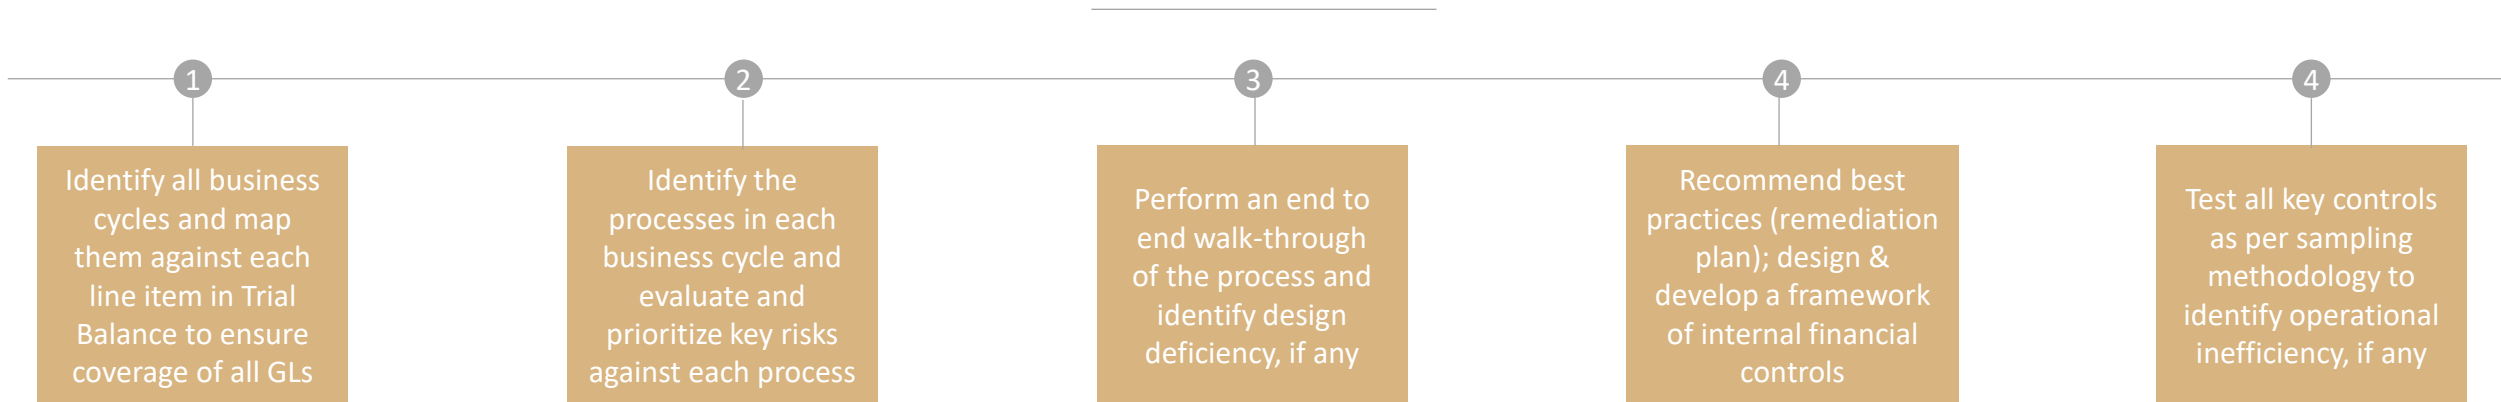 1
Identify all business
cycles and map
them against each
line item in Trial
Balance to ensure
coverage of all GLs
2
Identify the
processes in each
business cycle and
evaluate and
prioritize key risks
against each process
3
Perform an end to
end walk-through
of the process and
identify design
deficiency, if any
4
Recommend best
practices (remediation
plan); design &
develop a framework
of internal financial
controls
4
Test all key controls
as per sampling
methodology to
identify operational
inefficiency, if any